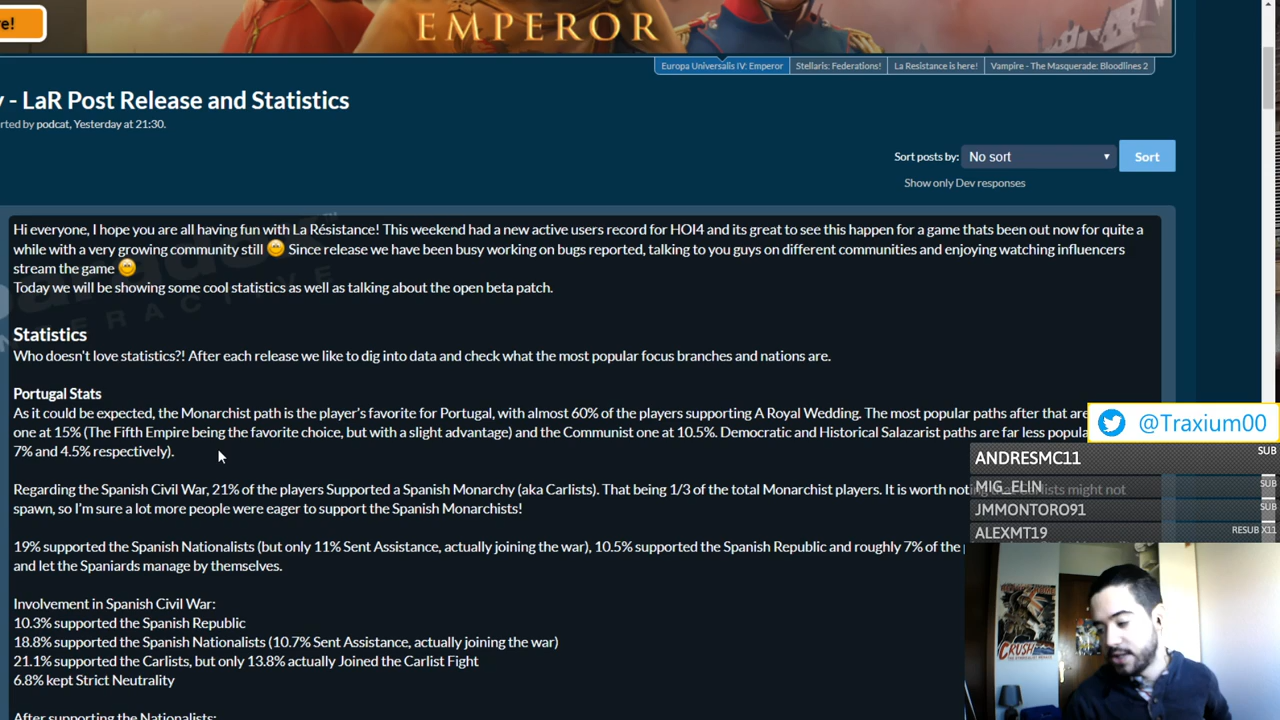 e!
EMPEROR
Europa Universalis IV: Emperor
Stellaris: Federations!
La Resistance is here!
Vampire - The Masquerade: Bloodlines 2
y - LaR Post Release and Statistics
rted by podcat, Yesterday at 21:30.
Sort posts by:
No sort
Sort
Show only Dev responses
Hi everyone, I hope you are all having fun with La Résistance! This weekend had a new active users record for HOI4 and its great to see this happen for a game thats been out now for quite a
while with a very growing community still Since release we have been busy working on bugs reported, talking to you guys on different communities and enjoying watching influencers
stream the game
Today we will be showing some cool statistics as well as talking about the open beta patch.
INTERACTIVE
Statistics
Who doesn't love statistics?! After each release we like to dig into data and check what the most popular focus branches and nations are.
Portugal Stats
As it could be expected, the Monarchist path is the player's favorite for Portugal, with almost 60% of the players supporting A Royal Wedding. The most popular paths after that are
one at 15% (The Fifth Empire being the favorite choice, but with a slight advantage) and the Communist one at 10.5%. Democratic and Historical Salazarist paths are far less popula
7% and 4.5% respectively).
Regarding the Spanish Civil War, 21% of the players Supported a Spanish Monarchy (aka Carlists). That being 1/3 of the total Monarchist players. It is worth noting that Carlists might not
spawn, so I'm sure a lot more people were eager to support the Spanish Monarchists!
19% supported the Spanish Nationalists (but only 11% Sent Assistance, actually joining the war), 10.5% supported the Spanish Republic and roughly 7% of the
and let the Spaniards manage by themselves.
Involvement in Spanish Civil War:
10.3% supported the Spanish Republic
18.8% supported the Spanish Nationalists (10.7% Sent Assistance, actually joining the war)
21.1% supported the Carlists, but only 13.8% actually Joined the Carlist Fight
6.8% kept Strict Neutrality
After supporting the Nationalists:
@Traxium00
ANDRESMC11 SUB
MIG_ELIN SUB
JMMONTORO91 SUB
ALEXMT19 RESUB X11
CRUSH